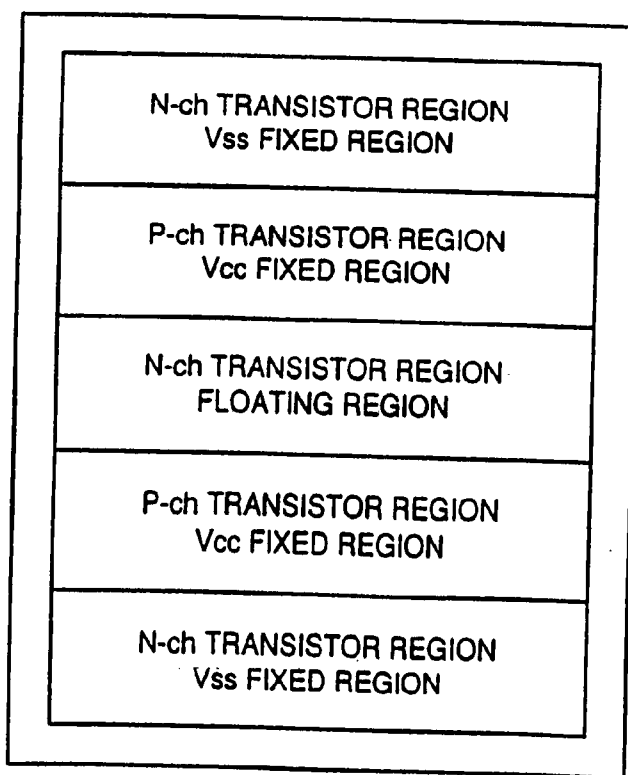 N-ch TRANSISTOR REGION
Vss FIXED REGION
P-ch TRANSISTOR REGION
Vcc FIXED REGION
N-ch TRANSISTOR REGION
FLOATING REGION
P-ch TRANSISTOR REGION
Vcc FIXED REGION
N-ch TRANSISTOR REGION
Vss FIXED REGION